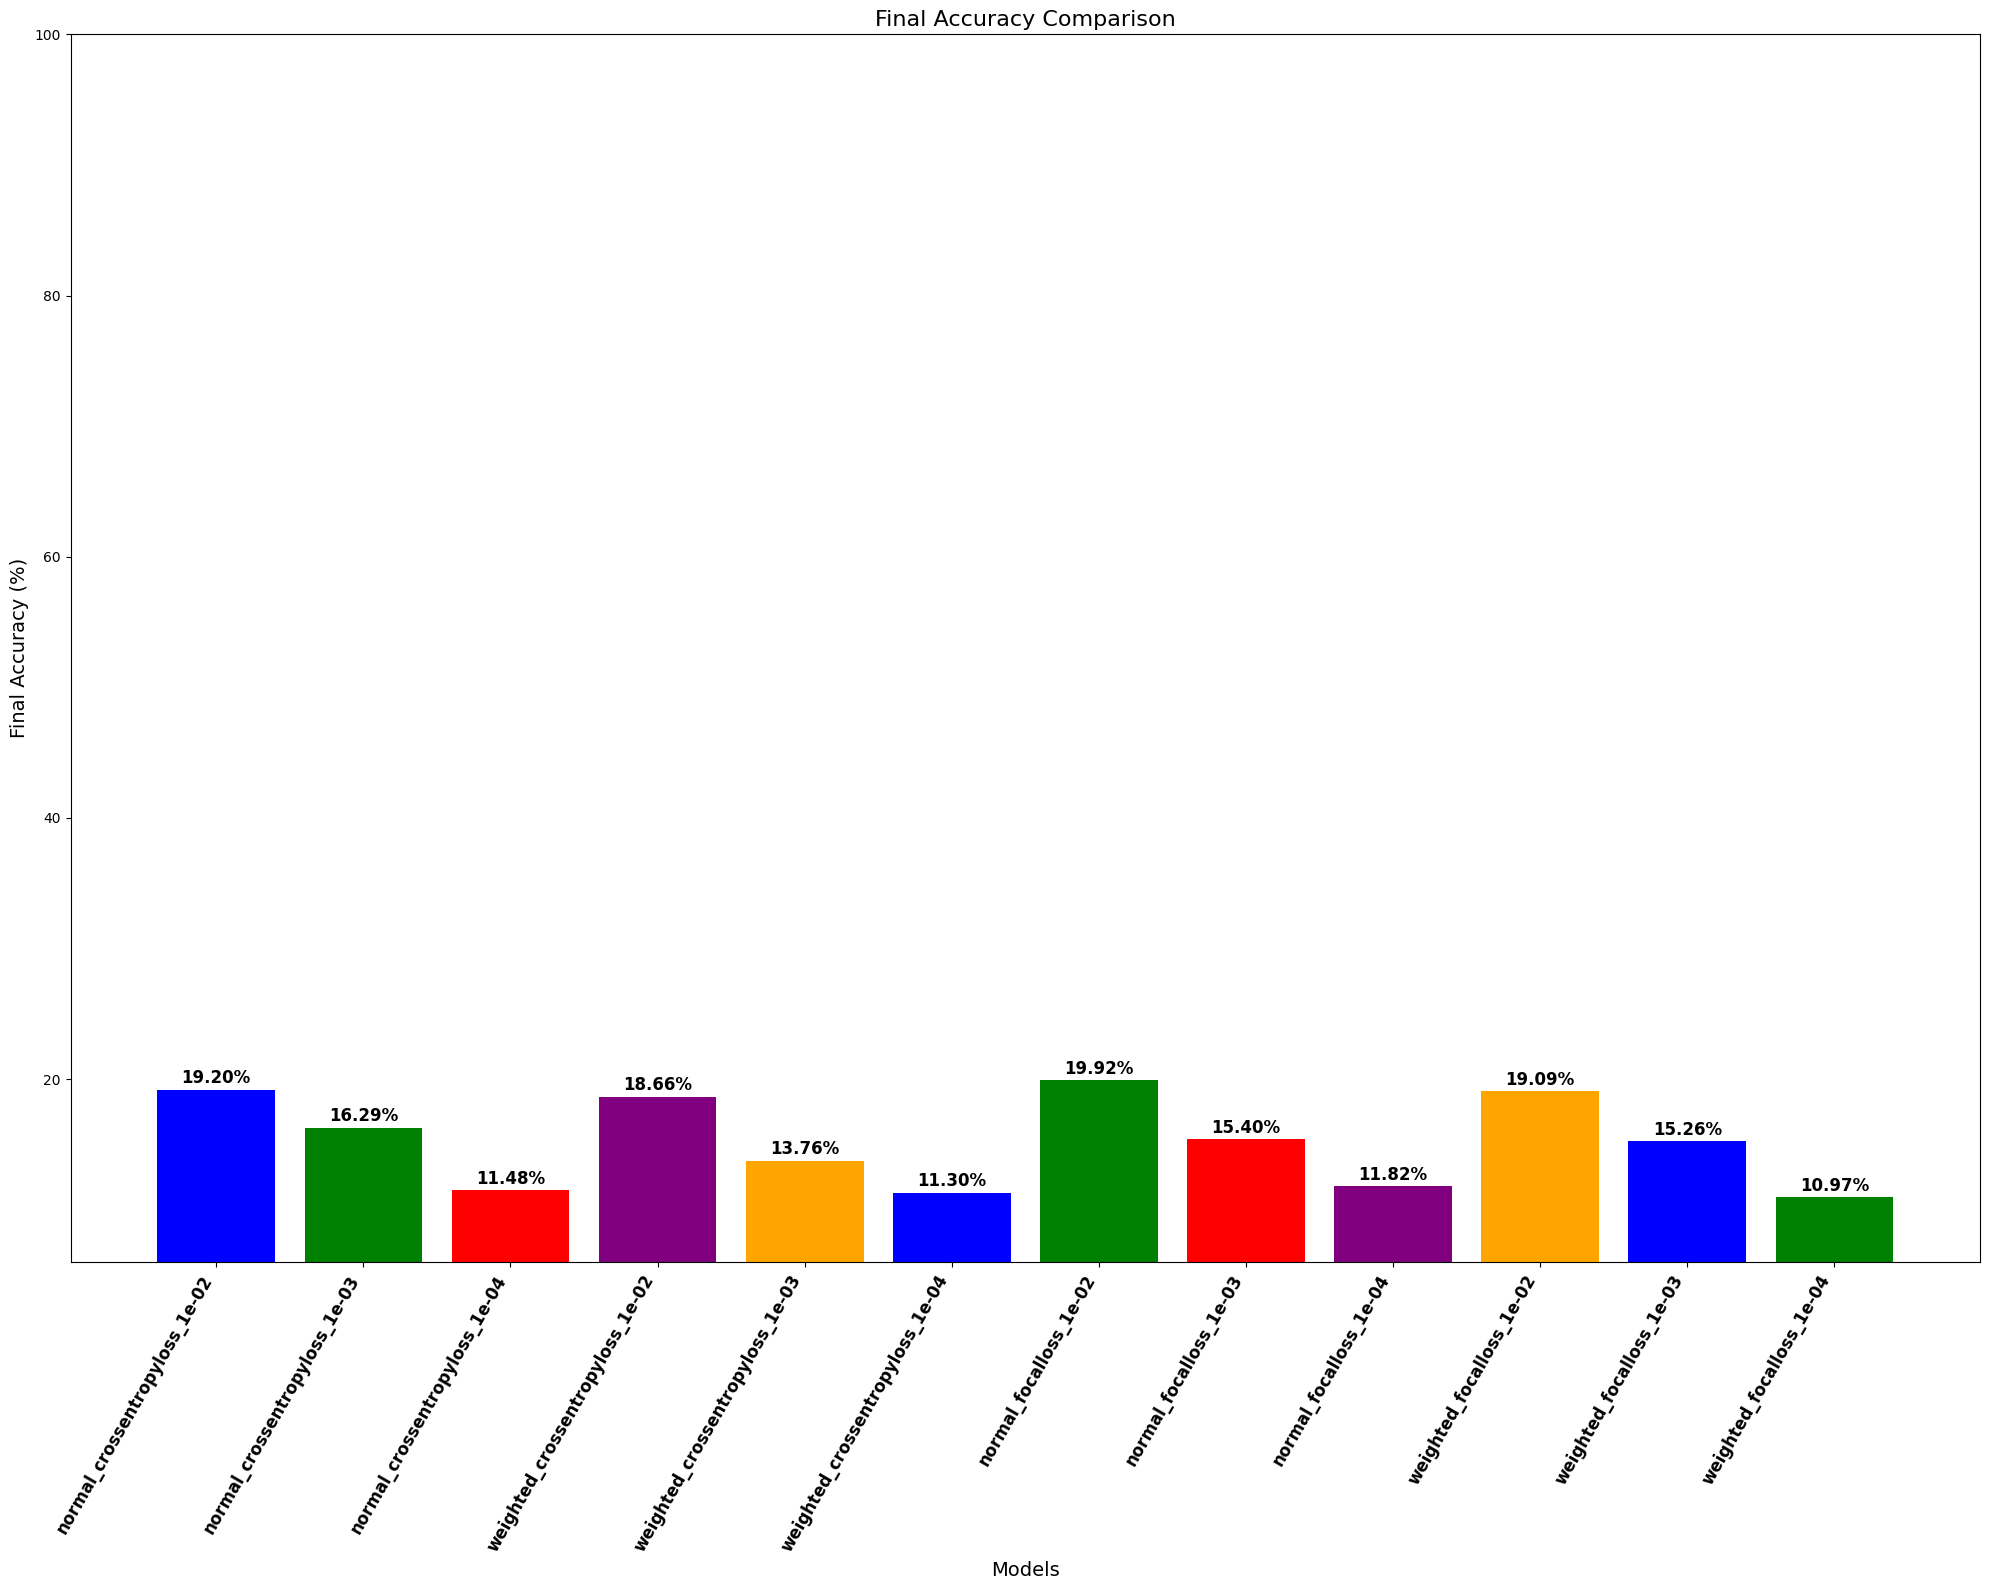 Final Accuracy Comparison
Final Accuracy (%)
100
80
60
40
20
19.20%
16.29%
11.48%
18.66%
13.76%
11.30%
19.92%
15.40%
11.82%
19.09%
15.26%
10.97%
normal_crossentropyloss_1e-02
normal_crossentropyloss_1e-03
normal_crossentropyloss_1e-04
weighted_crossentropyloss_1e-02
weighted_crossentropyloss_1e-03
weighted_crossentropyloss_1e-04
normal_focalloss_1e-02
normal_focalloss_1e-03
normal_focalloss_1e-04
weighted_focalloss_1e-02
weighted_focalloss_1e-03
weighted_focalloss_1e-04
Models